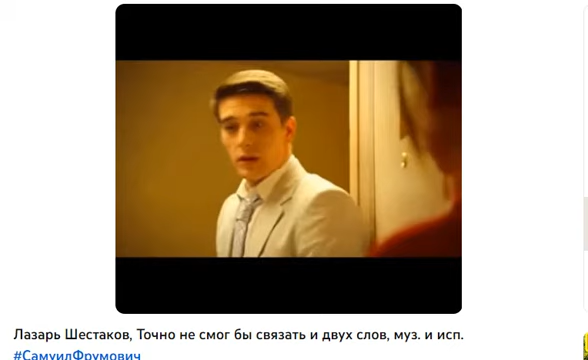 Лазарь Шестаков, Точно не смог бы связать и двух слов, муз. и исп.
#СамуилФрумович